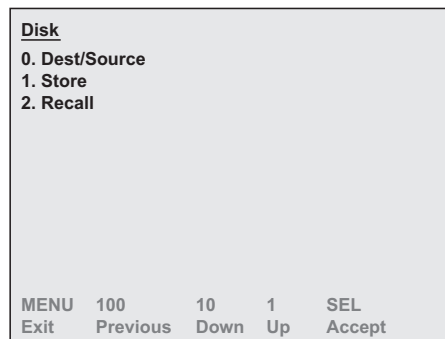 Disk
0. Dest/Source
1. Store
2. Recall
MENU 100 10 1 SEL
Exit Previous Down Up Accept